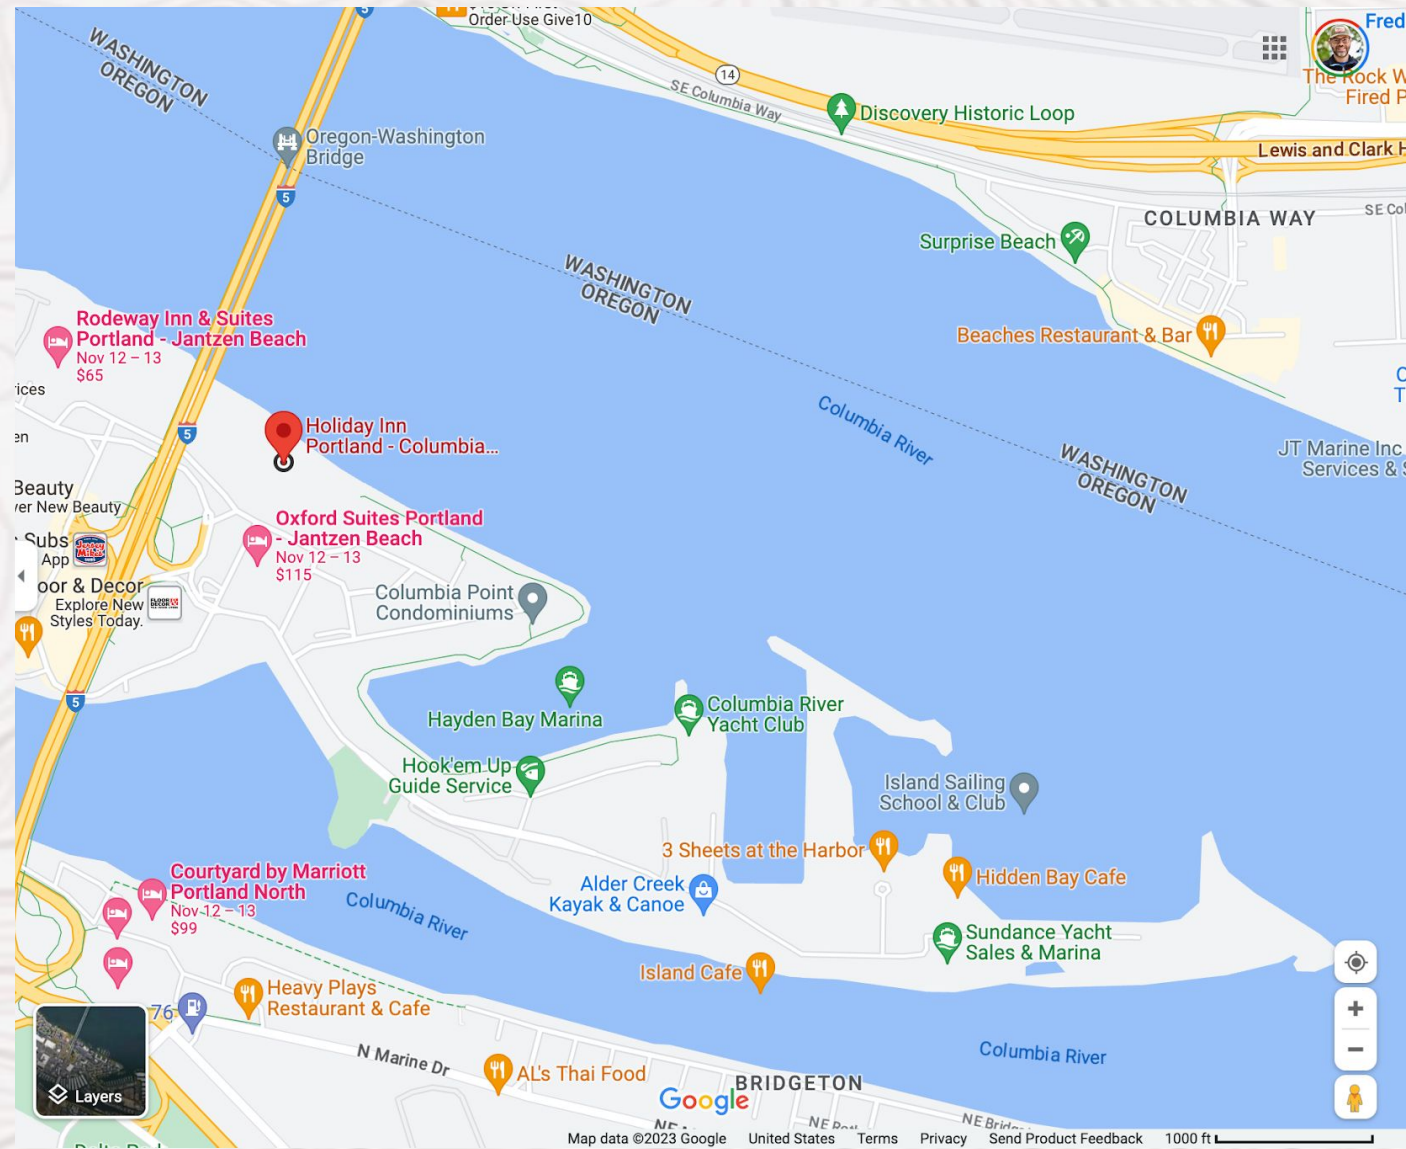 5
Order Use Give10
Fred
WASHINGTON
OREGON
14
SE Columbia Way
The Rock W
Fired P
Discovery Historic Loop
Oregon-Washington
Bridge
Lewis and Clark H
5
COLUMBIA WAY
SE Col
Surprise Beach
WASHINGTON
OREGON
Rodeway Inn & Suites
Portland - Jantzen Beach
Nov 12 – 13
$65
Beaches Restaurant & Bar
rices
en
5
Holiday Inn
Portland - Columbia...
Columbia River
C
T
WASHINGTON
OREGON
JT Marine Inc
Services & S
Beauty
ver New Beauty
Oxford Suites Portland
- Jantzen Beach
Nov 12 – 13
$115
Subs
App
oor & Decor
Explore New
Styles Today.
Columbia Point
Condominiums
5
Hayden Bay Marina
Columbia River
Yacht Club
Hook'em Up
Guide Service
Island Sailing
School & Club
3 Sheets at the Harbor
Hidden Bay Cafe
Alder Creek
Kayak & Canoe
Courtyard by Marriott
Portland North
Nov 12 – 13
$99
Columbia River
Sundance Yacht
Sales & Marina
Island Cafe
Heavy Plays
Restaurant & Cafe
76
N Marine Dr
Columbia River
AL's Thai Food
BRIDGETON
Layers
Google
Map data ©2023 Google United States Terms Privacy Send Product Feedback 1000 ft